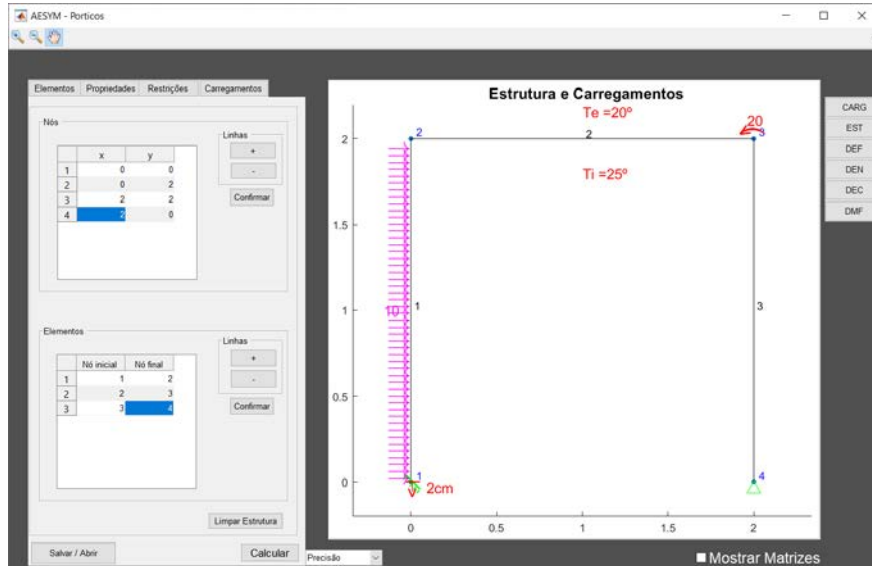 AESYM - Porticos
Elementos Propriedades Restrições Carregamentos
Nós
x y
1 0 0
2 0 2
3 2 2
4 2 0
Linhas
+
-
Confirmar
Elementos
Nó inicial Nó final
1 1 2
2 2 3
3 3 4
Linhas
+
-
Confirmar
Limpar Estrutura
Salvar / Abrir
Calcular
Estrutura e Carregamentos
Te =20º
20
2 2 3
Ti =25º
10 1 3
1 2cm 4
2
1.5
1
0.5
0
0 0.5 1 1.5 2
Precisão
Mostrar Matrizes
CARG
EST
DEF
DEN
DEC
DMF